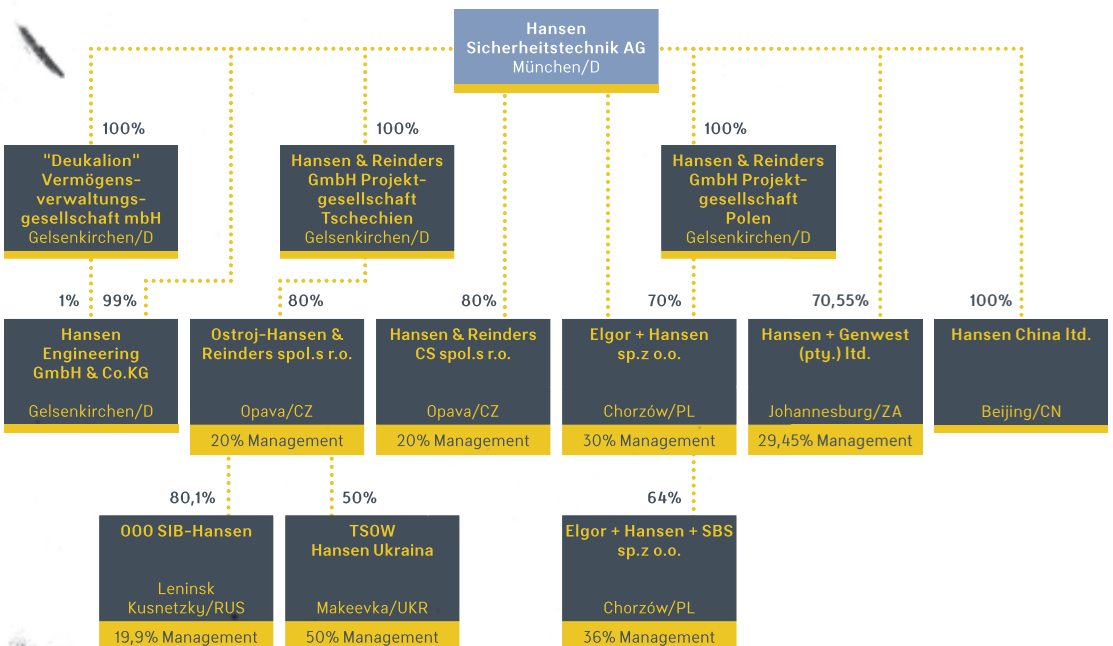 Hansen
Sicherheitstechnik AG
München/D
100%
100%
100%
"Deukalion"
Vermögens-
verwaltungs-
gesellschaft mbH
Gelsenkirchen/D
Hansen & Reinders
GmbH Projekt-
gesellschaft
Tschechien
Gelsenkirchen/D
Hansen & Reinders
GmbH Projekt-
gesellschaft
Polen
Gelsenkirchen/D
1% 99%
80%
80%
70%
70,55%
100%
Hansen
Engineering
GmbH & Co.KG
Gelsenkirchen/D
Ostroj-Hansen &
Reinders spol.s r.o.
Opava/CZ
20% Management
Hansen & Reinders
CS spol.s r.o.
Opava/CZ
20% Management
Elgor + Hansen
sp.z o.o.
Chorzów/PL
30% Management
Hansen + Genwest
(pty.) ltd.
Johannesburg/ZA
29,45% Management
Hansen China ltd.
Beijing/CN
80,1%
50%
64%
OOO SIB-Hansen
Leninsk
Kusnetzky/RUS
19,9% Management
TSOW
Hansen Ukraina
Makeevka/UKR
50% Management
Elgor + Hansen + SBS
sp.z o.o.
Chorzów/PL
36% Management